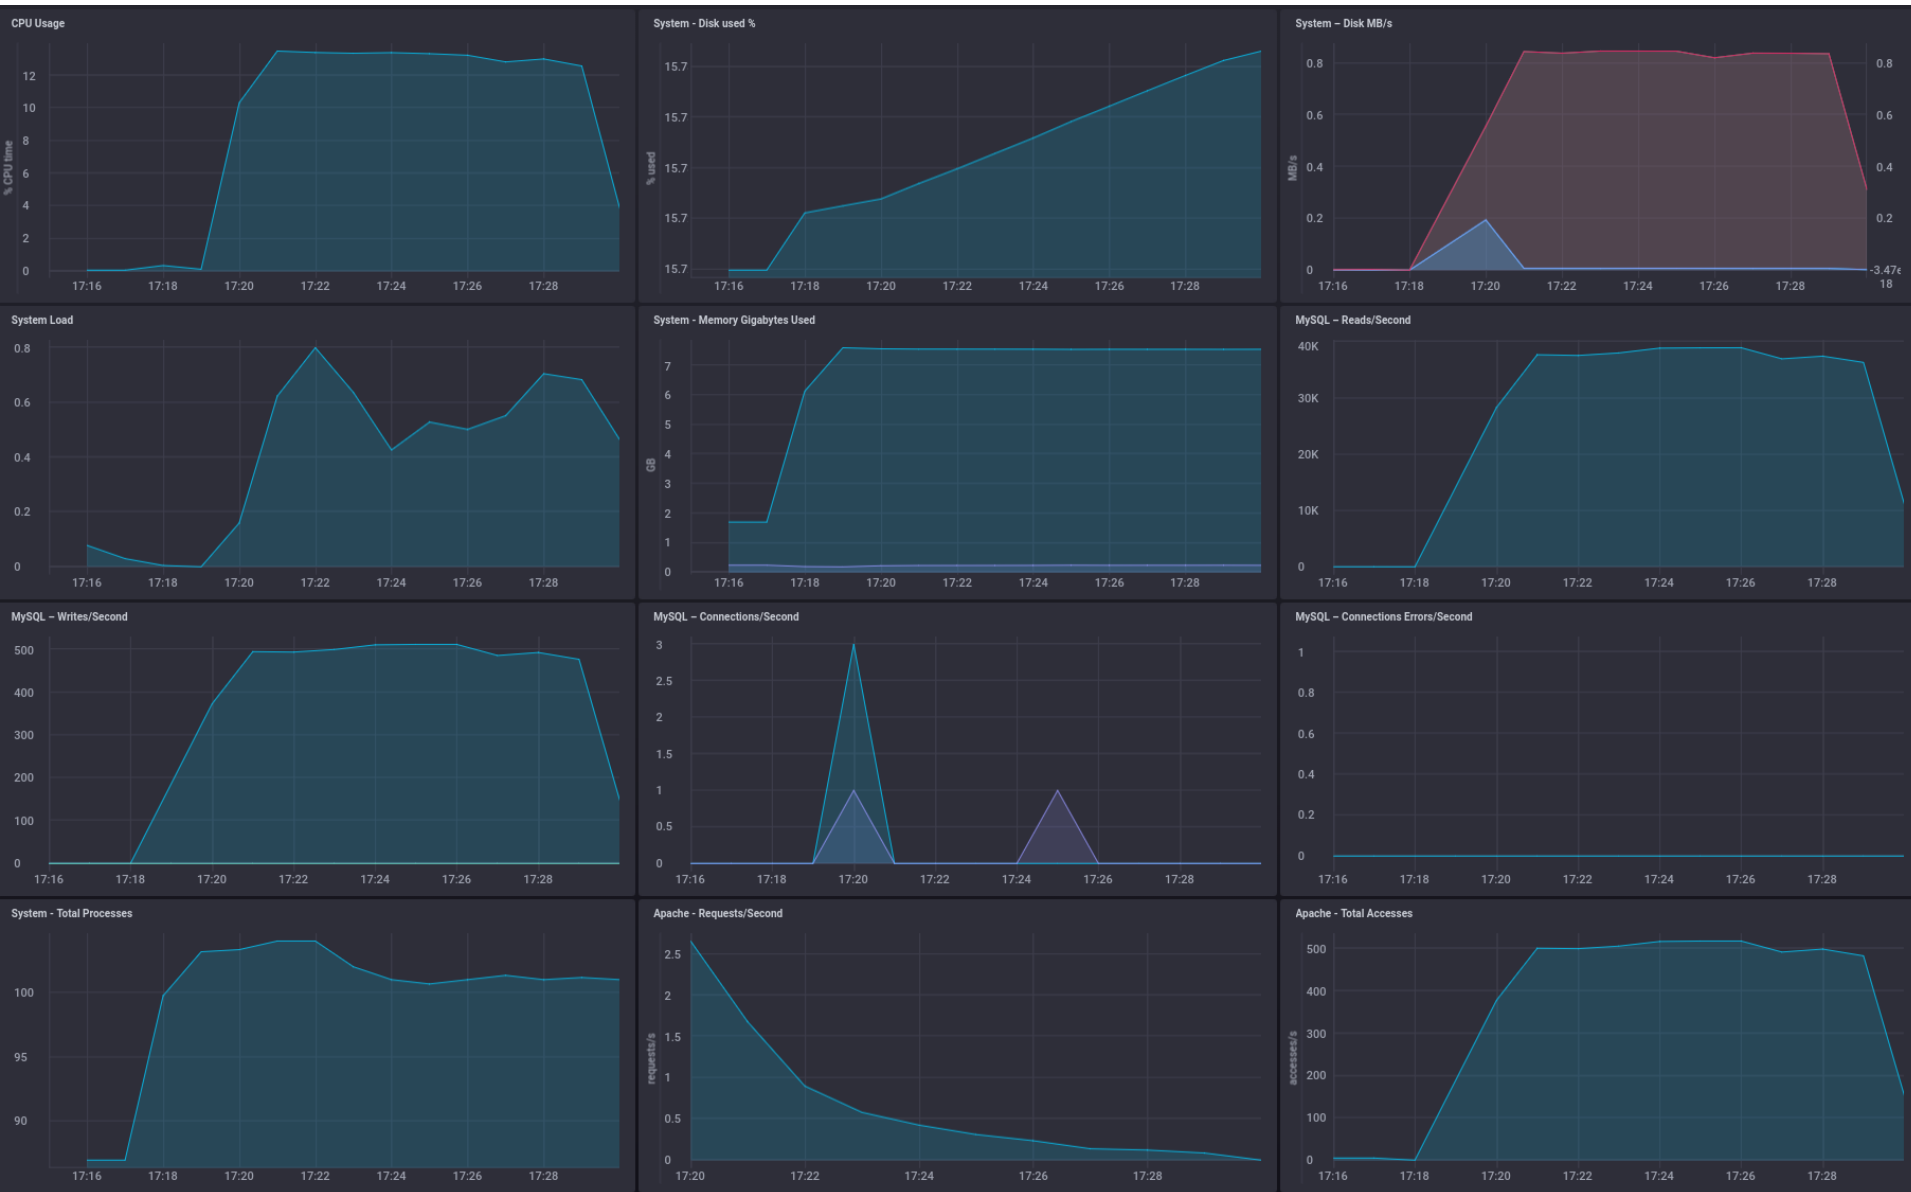 CPU Usage
% CPU time
12
10
8
6
4
2
0
17:16 17:18 17:20 17:22 17:24 17:26 17:28
System - Disk used %
% used
15.7
15.7
15.7
15.7
15.7
17:16 17:18 17:20 17:22 17:24 17:26 17:28
System – Disk MB/s
MB/s
0.8 0.8
0.6 0.6
0.4 0.4
0.2 0.2
0 -3.47e
18
17:16 17:18 17:20 17:22 17:24 17:26 17:28
System Load
0.8
0.6
0.4
0.2
0
17:16 17:18 17:20 17:22 17:24 17:26 17:28
System - Memory Gigabytes Used
GB
7
6
5
4
3
2
1
0
17:16 17:18 17:20 17:22 17:24 17:26 17:28
MySQL – Reads/Second
40K
30K
20K
10K
0
17:16 17:18 17:20 17:22 17:24 17:26 17:28
MySQL – Writes/Second
500
400
300
200
100
0
17:16 17:18 17:20 17:22 17:24 17:26 17:28
MySQL – Connections/Second
3
2.5
2
1.5
1
0.5
0
17:16 17:18 17:20 17:22 17:24 17:26 17:28
MySQL – Connections Errors/Second
1
0.8
0.6
0.4
0.2
0
17:16 17:18 17:20 17:22 17:24 17:26 17:28
System - Total Processes
100
95
90
17:16 17:18 17:20 17:22 17:24 17:26 17:28
Apache - Requests/Second
requests/s
2.5
2
1.5
1
0.5
0
17:20 17:22 17:24 17:26 17:28
Apache - Total Accesses
accesses/s
500
400
300
200
100
0
17:16 17:18 17:20 17:22 17:24 17:26 17:28